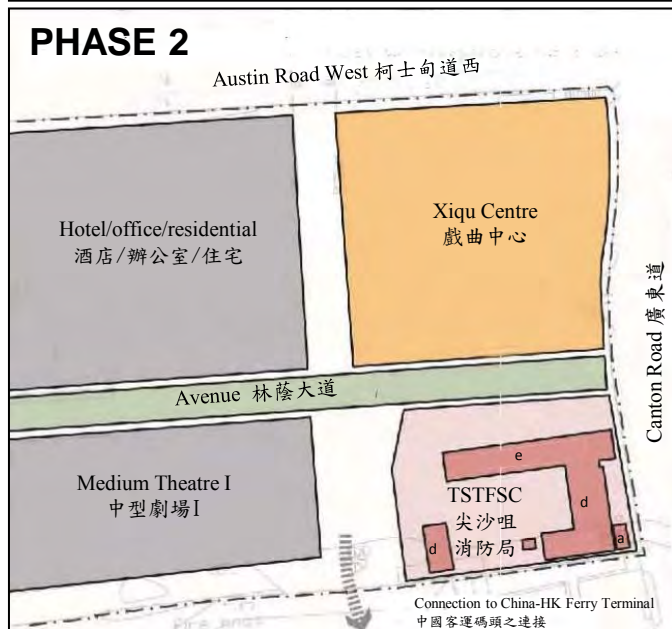 PHASE 2
Austin Road West 柯士甸道西
Hotel/office/residential
酒店/辦公室/住宅
Xiqu Centre
戲曲中心
Canton Road 廣東道
Avenue 林蔭大道
Medium Theatre I
中型劇場I
e
TSTFSC
尖沙咀
消防局
d
d
a
Connection to China-HK Ferry Terminal
中國客運碼頭之連接